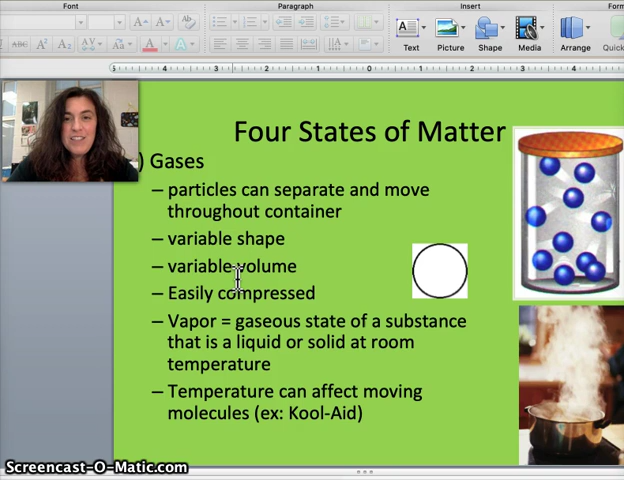 Font
Paragraph
Insert
Text
Picture
Shape
Media
Arrange
Four States of Matter
) Gases
– particles can separate and move
throughout container
– variable shape
– variable volume
– Easily compressed
– Vapor = gaseous state of a substance
that is a liquid or solid at room
temperature
– Temperature can affect moving
molecules (ex: Kool-Aid)
Screencast-O-Matic.com